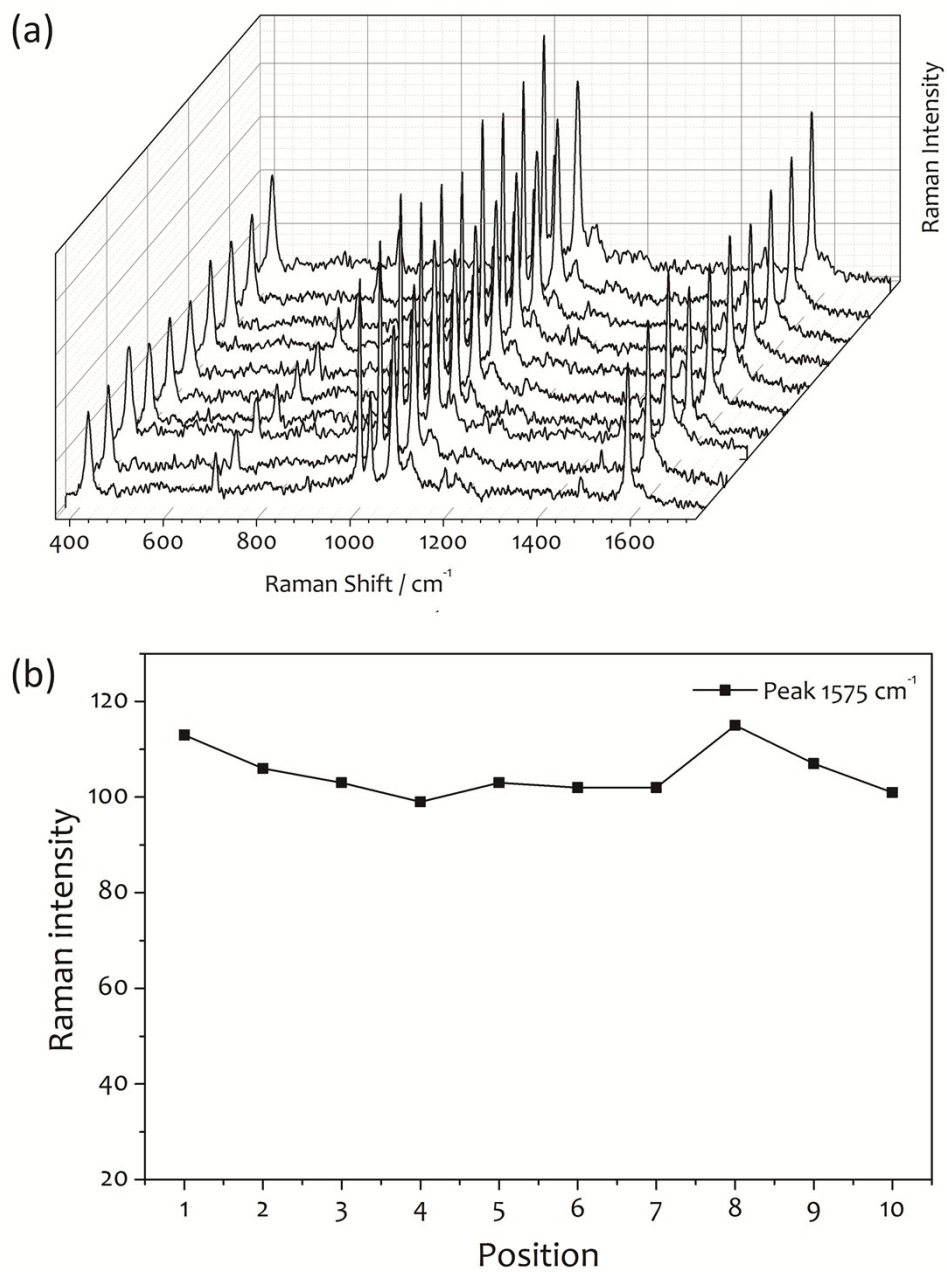 (a)
Raman Intensity
400 600 800 1000 1200 1400 1600
Raman Shift / cm⁻¹
(b)
Peak 1575 cm⁻¹
120
100
80
60
40
20
Raman intensity
1 2 3 4 5 6 7 8 9 10
Position